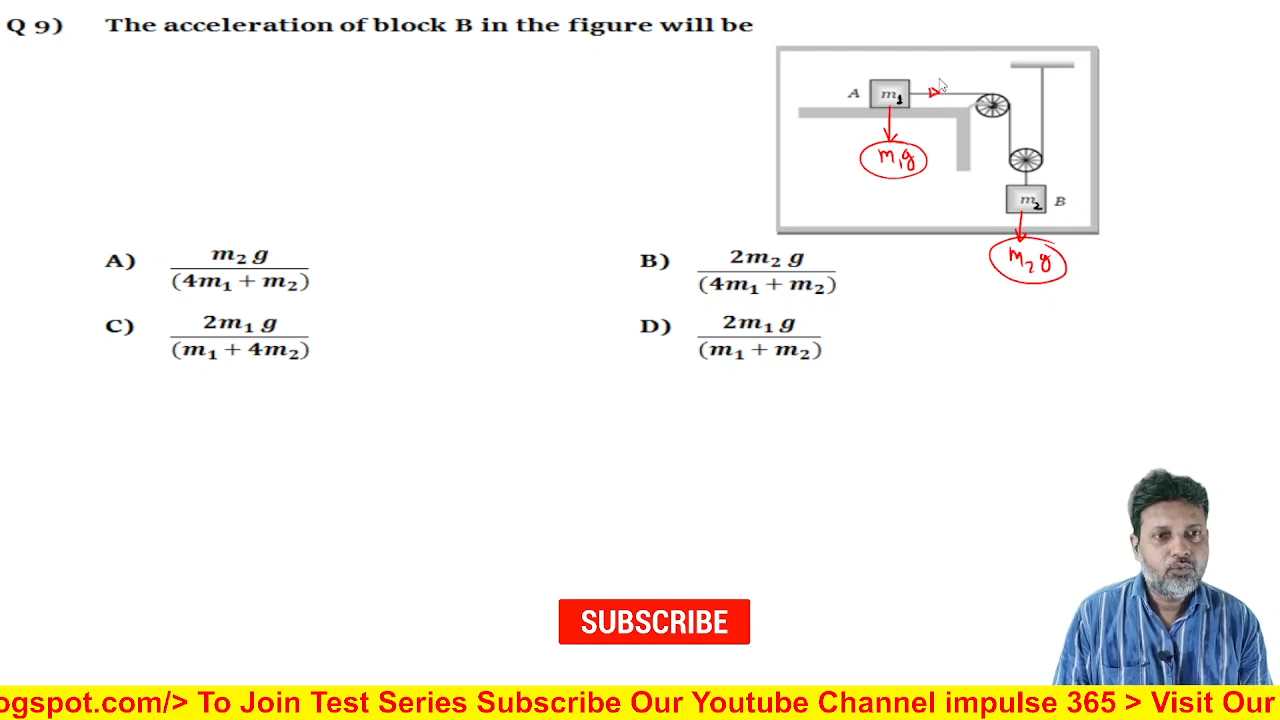 Q 9) The acceleration of block B in the figure will be
A m1
m1g
m2 B
m2g
A) m₂ g / (4m₁ + m₂)
B) 2m₂ g / (4m₁ + m₂)
C) 2m₁ g / (m₁ + 4m₂)
D) 2m₁ g / (m₁ + m₂)
SUBSCRIBE
ogspot.com/> To Join Test Series Subscribe Our Youtube Channel impulse 365 > Visit Our